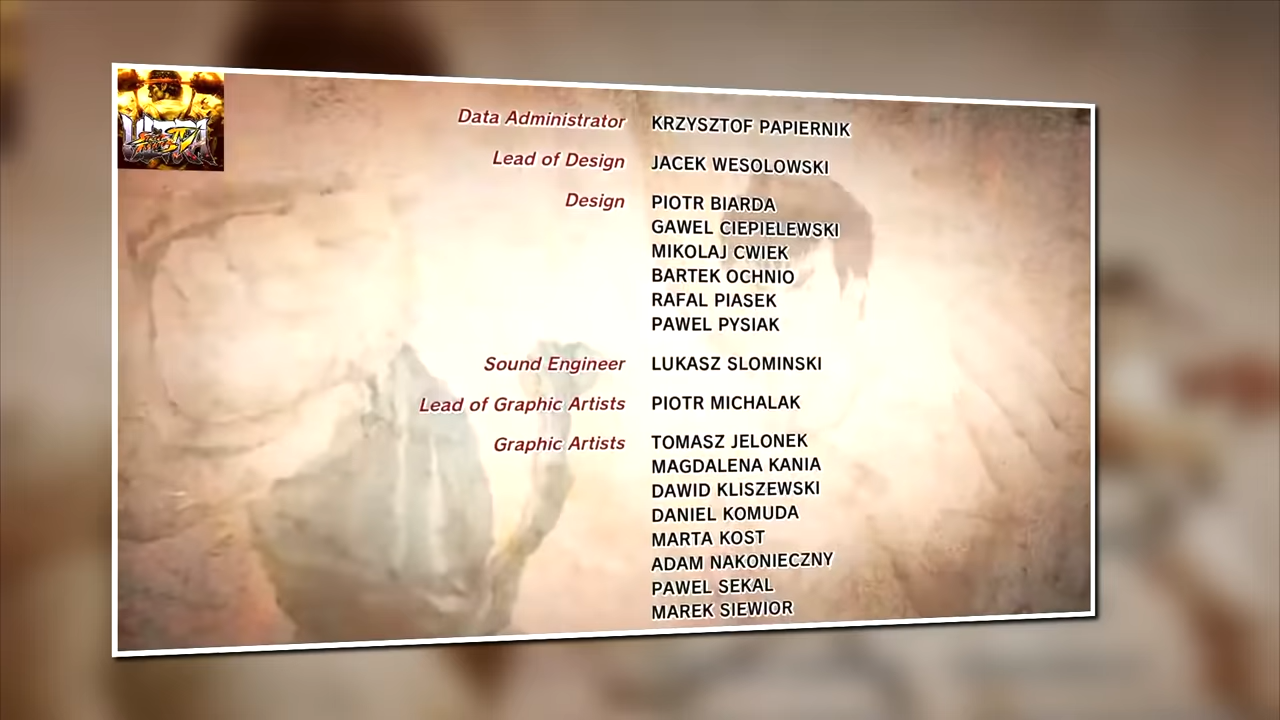 ULTRA
Data Administrator KRZYSZTOF PAPIERNIK
Lead of Design JACEK WESOLOWSKI
Design PIOTR BIARDA
GAWEL CIEPIELEWSKI
MIKOLAJ CWIEK
BARTEK OCHNIO
RAFAL PIASEK
PAWEL PYSIAK
Sound Engineer LUKASZ SLOMINSKI
Lead of Graphic Artists PIOTR MICHALAK
Graphic Artists TOMASZ JELONEK
MAGDALENA KANIA
DAWID KLISZEWSKI
DANIEL KOMUDA
MARTA KOST
ADAM NAKONIECZNY
PAWEL SEKAL
MAREK SIEWIOR